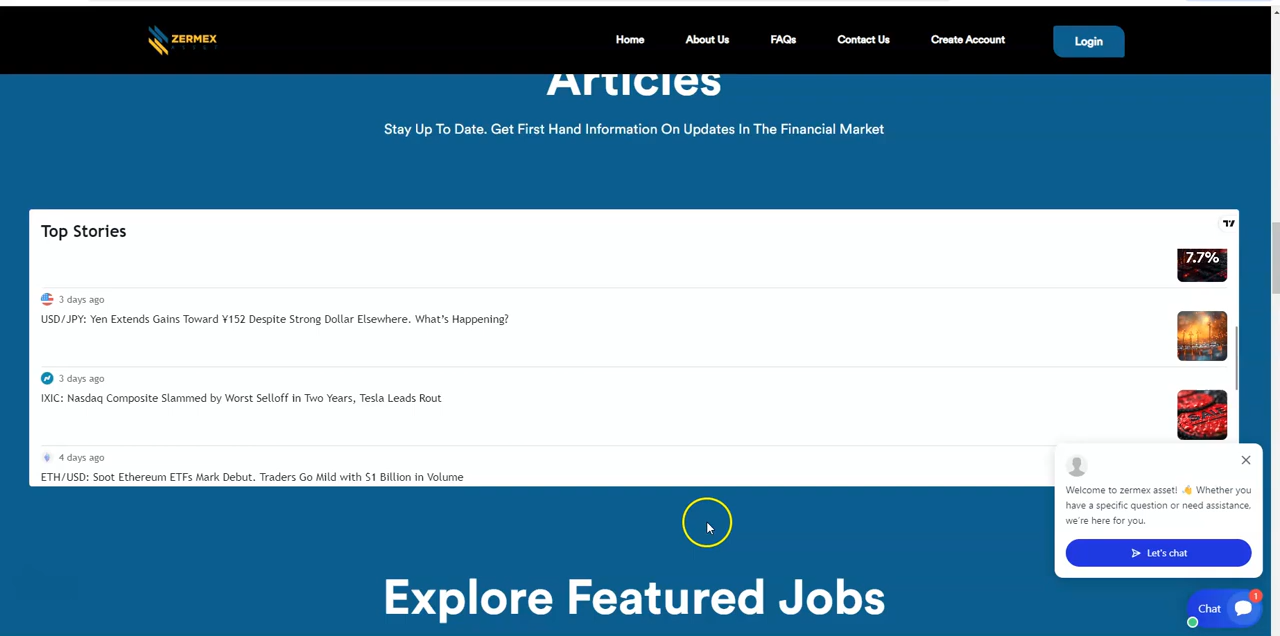 ZERMEX
ASSET
Home
About Us
FAQs
Contact Us
Create Account
Login
Articles
Stay Up To Date. Get First Hand Information On Updates In The Financial Market
Top Stories
7.7%
3 days ago
USD/JPY: Yen Extends Gains Toward ¥152 Despite Strong Dollar Elsewhere. What's Happening?
3 days ago
IXIC: Nasdaq Composite Slammed by Worst Selloff in Two Years, Tesla Leads Rout
4 days ago
ETH/USD: Spot Ethereum ETFs Mark Debut. Traders Go Mild with $1 Billion in Volume
Welcome to zermex asset! 👋 Whether you
have a specific question or need assistance,
we're here for you.
Let's chat
Explore Featured Jobs
Chat
1